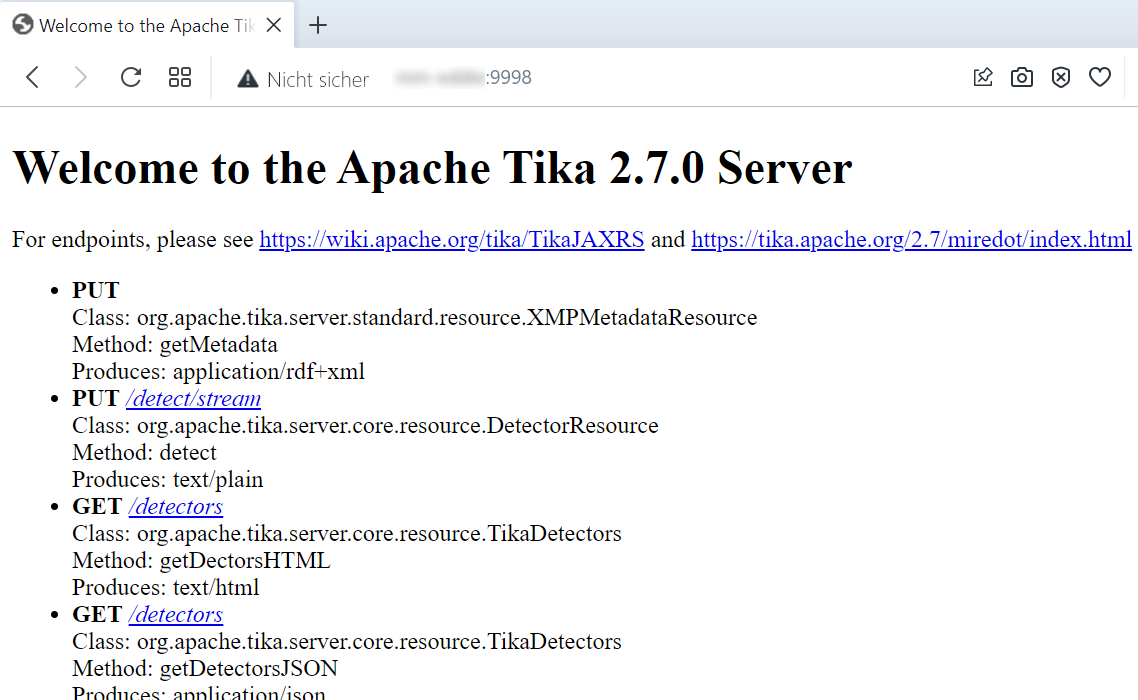 Welcome to the Apache Tik
Nicht sicher :9998
Welcome to the Apache Tika 2.7.0 Server
For endpoints, please see https://wiki.apache.org/tika/TikaJAXRS and https://tika.apache.org/2.7/miredot/index.html
PUT
Class: org.apache.tika.server.standard.resource.XMPMetadataResource
Method: getMetadata
Produces: application/rdf+xml
PUT /detect/stream
Class: org.apache.tika.server.core.resource.DetectorResource
Method: detect
Produces: text/plain
GET /detectors
Class: org.apache.tika.server.core.resource.TikaDetectors
Method: getDectorsHTML
Produces: text/html
GET /detectors
Class: org.apache.tika.server.core.resource.TikaDetectors
Method: getDetectorsJSON
Produces: application/json